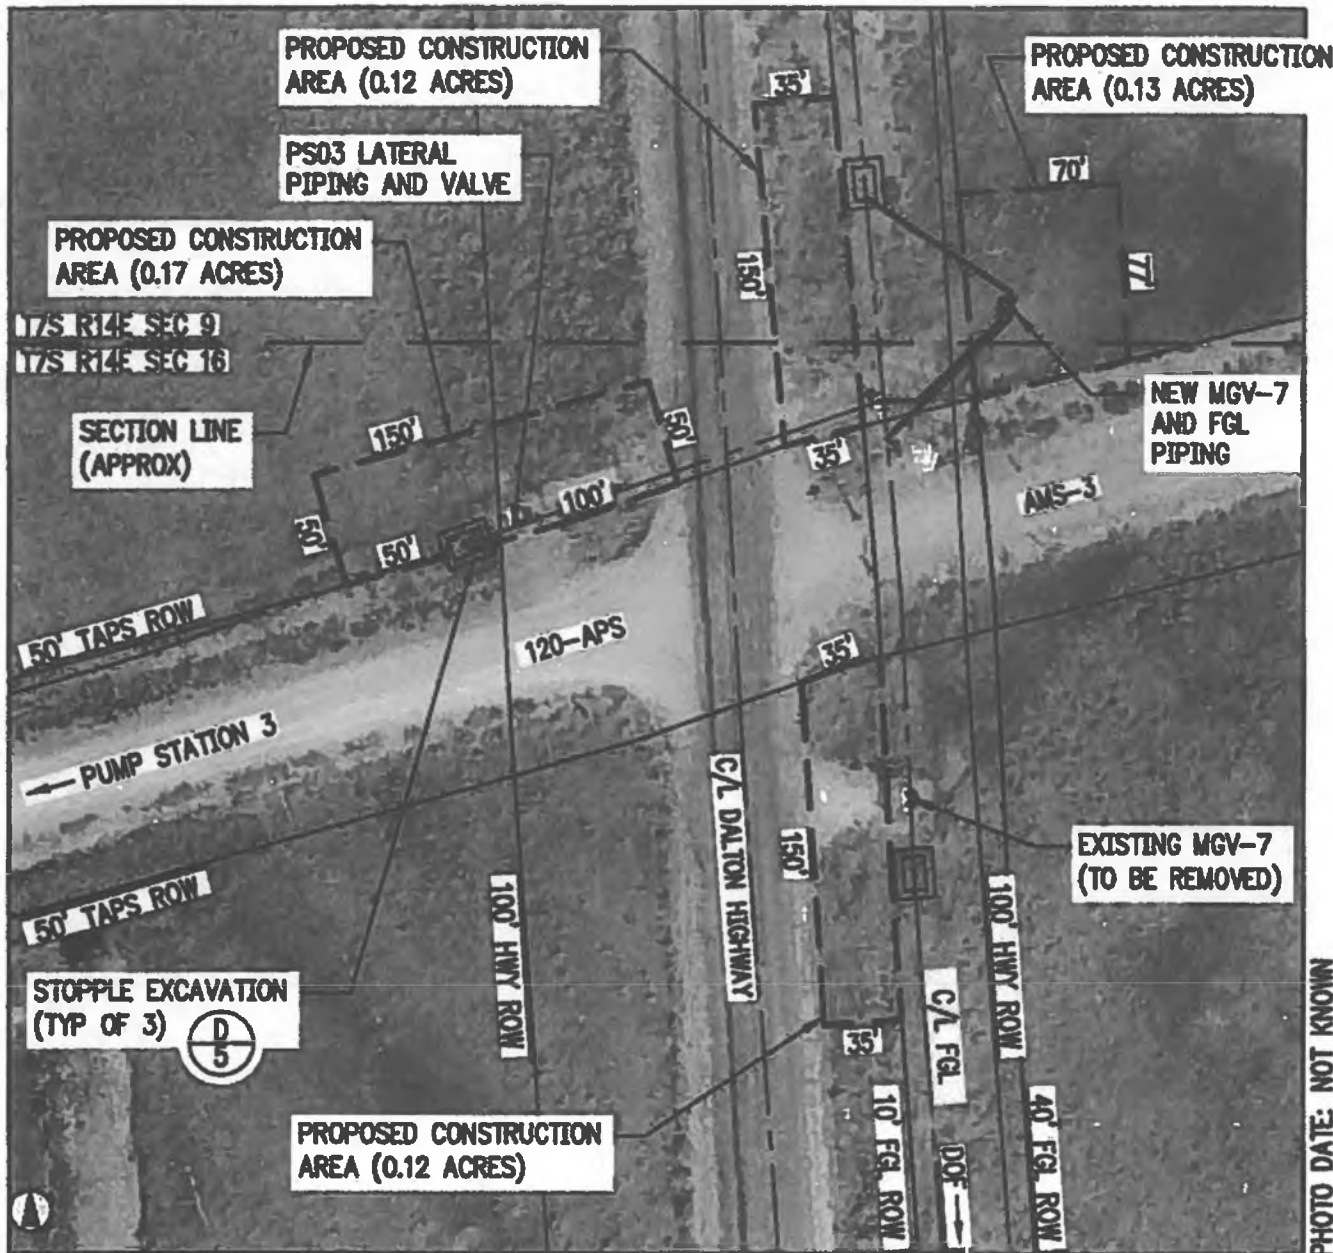 PROPOSED CONSTRUCTION
AREA (0.12 ACRES)
PROPOSED CONSTRUCTION
AREA (0.13 ACRES)
35'
70'
PS03 LATERAL
PIPING AND VALVE
PROPOSED CONSTRUCTION
AREA (0.17 ACRES)
150'
77'
T7S R14E SEC 9
T7S R14E SEC 16
SECTION LINE
(APPROX)
150'
50'
35'
NEW MGV-7
AND FGL
PIPING
50'
50'
100'
AMS-3
50' TAPS ROW
120-APS
35'
PUMP STATION 3
C/L DALTON HIGHWAY
150'
EXISTING MGV-7
(TO BE REMOVED)
50' TAPS ROW
100' HWY ROW
100' HWY ROW
STOPPLE EXCAVATION
(TYP OF 3)
D
5
C/L FGL
35'
10' FGL ROW
DOF
40' FGL ROW
PROPOSED CONSTRUCTION
AREA (0.12 ACRES)
PHOTO DATE: NOT KNOWN